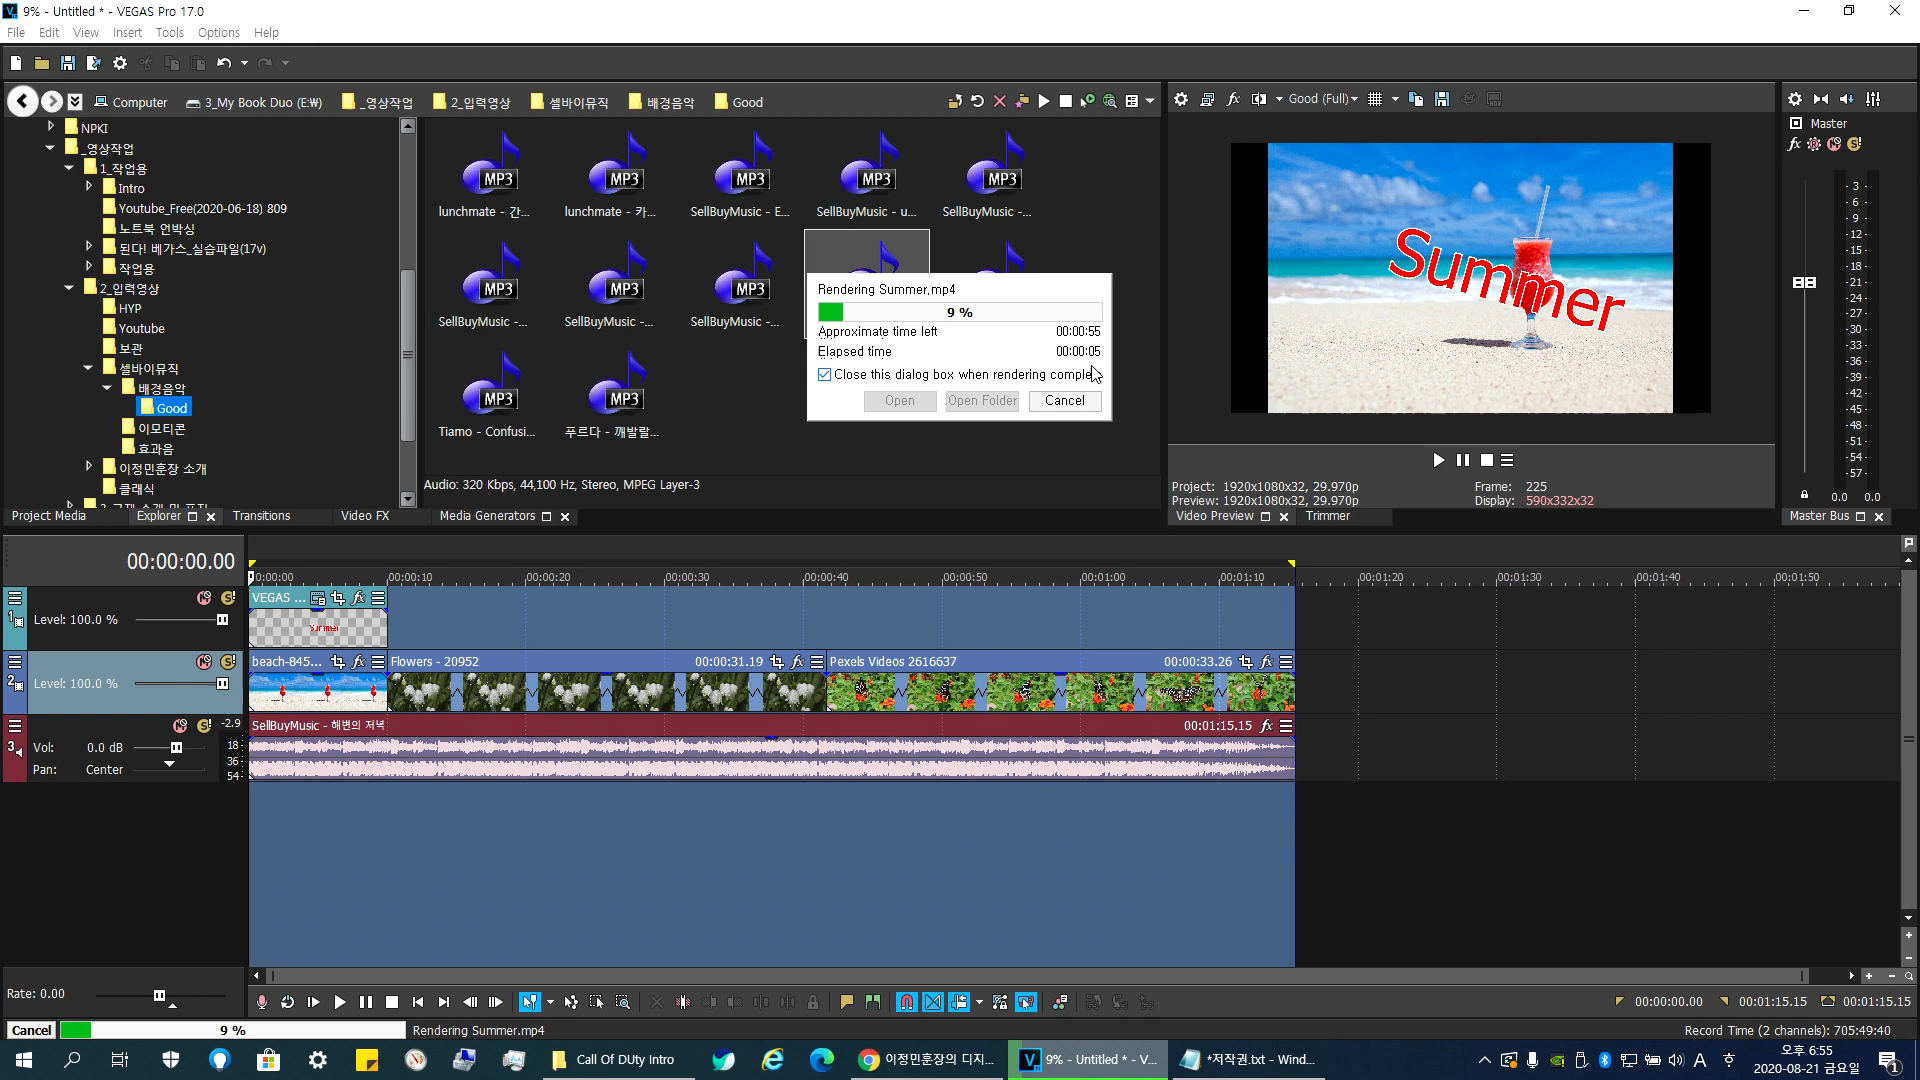 9% - Untitled * - VEGAS Pro 17.0
File Edit View Insert Tools Options Help
Computer 3_My Book Duo (E:₩) _영상작업 2_입력영상 셀바이뮤직 배경음악 Good
Good (Full)
NPKI
_영상작업
1_작업용
Intro
Youtube_Free(2020-06-18) 809
노트북 언박싱
된다! 베가스_실습파일(17v)
작업용
2_입력영상
HYP
Youtube
보관
셀바이뮤직
배경음악
Good
이모티콘
효과음
이정민훈장 소개
클래식
MP3 MP3 MP3 MP3 MP3
lunchmate - 간... lunchmate - 카... SellBuyMusic - E... SellBuyMusic - u... SellBuyMusic -...
MP3 MP3 MP3
SellBuyMusic -... SellBuyMusic -... SellBuyMusic -...
MP3 MP3
Tiamo - Confusi... 푸르다 - 깨발랄...
Audio: 320 Kbps, 44,100 Hz, Stereo, MPEG Layer-3
Rendering Summer.mp4
9 %
Approximate time left 00:00:55
Elapsed time 00:00:05
Close this dialog box when rendering comple
Open Open Folder Cancel
Summer
Project: 1920x1080x32, 29.970p Frame: 225
Preview: 1920x1080x32, 29.970p Display: 590x332x32
Master
3
6
9
12
15
18
21
24
27
30
33
36
39
42
45
48
51
54
57
0.0 0.0
Project Media Explorer Transitions Video FX Media Generators Video Preview Trimmer Master Bus
00:00:00.00
0:00:00 00:00:10 00:00:20 00:00:30 00:00:40 00:00:50 00:01:00 00:01:10 00:01:20 00:01:30 00:01:40 00:01:50
1 Level: 100.0 %
VEGAS ...
Summer
2 Level: 100.0 %
beach-845... Flowers - 20952 00:00:31.19 Pexels Videos 2616637 00:00:33.26
-2.9 SellBuyMusic - 해변의 저녁 00:01:15.15
3 Vol: 0.0 dB 18
36
Pan: Center 54
Rate: 0.00
00:00:00.00 00:01:15.15 00:01:15.15
Cancel 9 % Rendering Summer.mp4 Record Time (2 channels): 705:49:40
Call Of DUty Intro 이정민훈장의 디지... 9% - Untitled * - V... *저작권.txt - Wind...
A 오후 6:55
2020-08-21 금요일
1